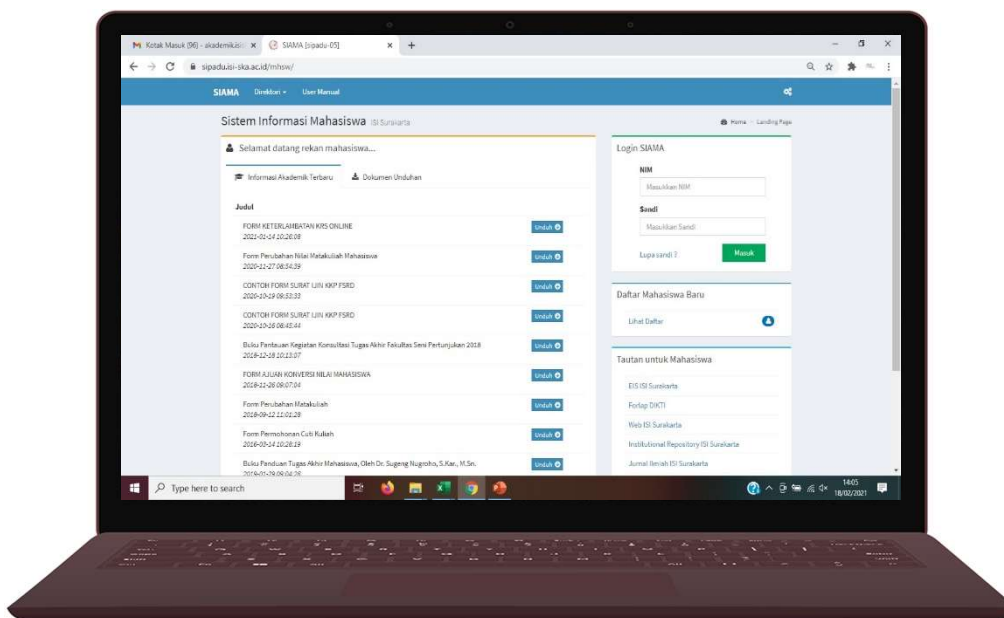 Kotak Masuk (96) - akademik.isi
SIAMA [sipadu-05]
sipadu.isi-ska.ac.id/mhsw/
SIAMA Direktori User Manual
Sistem Informasi Mahasiswa ISI Surakarta
Home Landing Page
Selamat datang rekan mahasiswa...
Informasi Akademik Terbaru Dokumen Unduhan
Judul
FORM KETERLAMBATAN KRS ONLINE Unduh
2021-01-14 10:26:08
Form Perubahan Nilai Matakuliah Mahasiswa Unduh
2020-11-27 08:54:39
CONTOH FORM SURAT IJIN KKP FSRD Unduh
2020-10-19 09:53:33
CONTOH FORM SURAT IJIN KKP FSRD Unduh
2020-10-16 08:45:44
Buku Pantauan Kegiatan Konsultasi Tugas Akhir Fakultas Seni Pertunjukan 2018 Unduh
2018-12-18 10:13:07
FORM AJUAN KONVERSI NILAI MAHASISWA Unduh
2018-11-26 09:07:04
Form Perubahan Matakuliah Unduh
2018-09-12 11:01:28
Form Permohonan Cuti Kuliah Unduh
2016-03-14 10:28:19
Buku Panduan Tugas Akhir Mahasiswa, Oleh Dr. Sugeng Nugroho, S.Kar., M.Sn. Unduh
Login SIAMA
NIM
Masukkan NIM
Sandi
Masukkan Sandi
Lupa sandi ? Masuk
Daftar Mahasiswa Baru
Lihat Daftar
Tautan untuk Mahasiswa
EIS ISI Surakarta
Forlap DIKTI
Web ISI Surakarta
Institutional Repository ISI Surakarta
Jurnal Ilmiah ISI Surakarta
Type here to search
14:05
18/02/2021